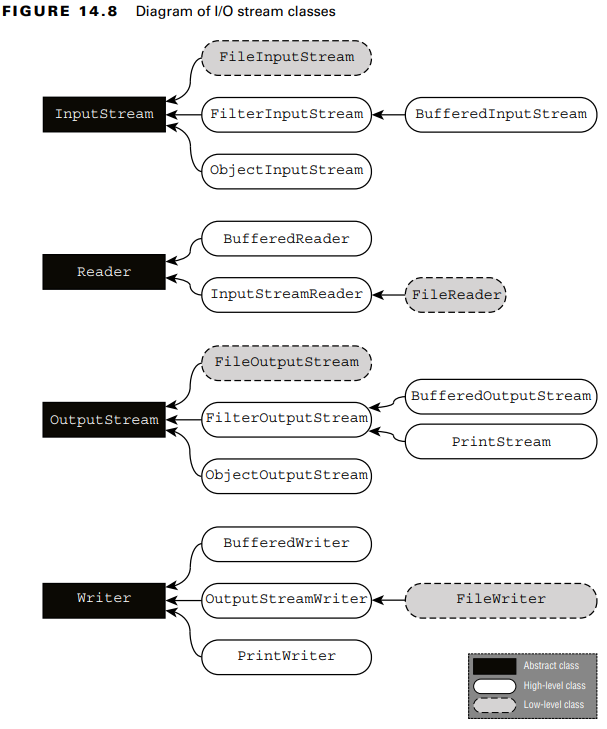 FIGURE 14.8 Diagram of I/O stream classes
FileInputStream
InputStream
FilterInputStream
BufferedInputStream
ObjectInputStream
BufferedReader
Reader
InputStreamReader
FileReader
FileOutputStream
BufferedOutputStream
OutputStream
FilterOutputStream
PrintStream
ObjectOutputStream
BufferedWriter
Writer
OutputStreamWriter
FileWriter
PrintWriter
Abstract class
High-level class
Low-level class